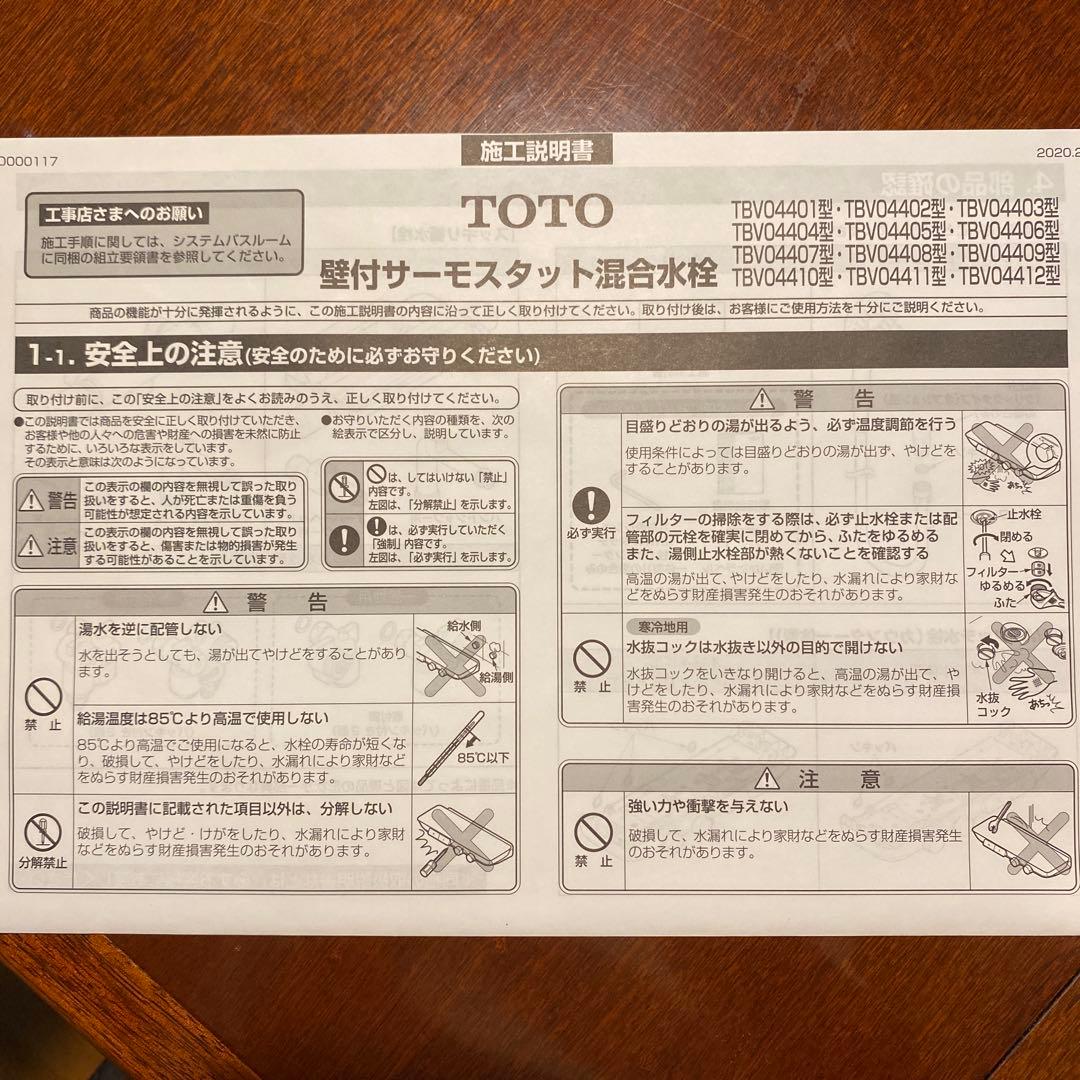 0000117
施工説明書
2020.2
工事店さまへのお願い
施工手順に関しては、システムバスルーム
に同梱の組立要領書を参照してください。
TOTO
壁付サーモスタット混合水栓
TBV04401型・TBV04402型・TBV04403型
TBV04404型・TBV04405型・TBV04406型
TBV04407型・TBV04408型・TBV04409型
TBV04410型・TBV04411型・TBV04412型
商品の機能が十分に発揮されるように、この施工説明書の内容に沿って正しく取り付けてください。取り付け後は、お客様にご使用方法を十分にご説明ください。
1-1. 安全上の注意(安全のために必ずお守りください)
取り付け前に、この「安全上の注意」をよくお読みのうえ、正しく取り付けてください。
●この説明書では商品を安全に正しく取り付けていただき、
お客様や他の人々への危害や財産への損害を未然に防止
するために、いろいろな表示をしています。
その表示と意味は次のようになっています。
警告
この表示の欄の内容を無視して誤った取り
扱いをすると、人が死亡または重傷を負う
可能性が想定される内容を示しています。
注意
この表示の欄の内容を無視して誤った取り
扱いをすると、傷害または物的損害が発生
する可能性があることを示しています。
●お守りいただく内容の種類を、次の
絵表示で区分し、説明しています。
は、してはいけない「禁止」
内容です。
左図は、「分解禁止」を示します。
は、必ず実行していただく
「強制」内容です。
左図は、「必ず実行」を示します。
警告
禁止
湯水を逆に配管しない
水を出そうとしても、湯が出てやけどをすることがあり
ます。
給水側
給湯側
給湯温度は85℃より高温で使用しない
85℃より高温でご使用になると、水栓の寿命が短くな
り、破損して、やけどをしたり、水漏れにより家財など
をぬらす財産損害発生のおそれがあります。
85℃以下
分解禁止
この説明書に記載された項目以外は、分解しない
破損して、やけど・けがをしたり、水漏れにより家財
などをぬらす財産損害発生のおそれがあります。
警告
必ず実行
目盛りどおりの湯が出るよう、必ず温度調節を行う
使用条件によっては目盛りどおりの湯が出ず、やけどを
することがあります。
あちっ
フィルターの掃除をする際は、必ず止水栓または配
管部の元栓を確実に閉めてから、ふたをゆるめる
また、湯側止水栓部が熱くないことを確認する
高温の湯が出て、やけどをしたり、水漏れにより家財な
どをぬらす財産損害発生のおそれがあります。
止水栓
閉める
フィルター
ゆるめる
ふた
禁止
寒冷地用
水抜コックは水抜き以外の目的で開けない
水抜コックをいきなり開けると、高温の湯が出て、や
けどをしたり、水漏れにより家財などをぬらす財産損
害発生のおそれがあります。
水抜
コック
あちっ
注意
禁止
強い力や衝撃を与えない
破損して、水漏れにより家財などをぬらす財産損害発生
のおそれがあります。